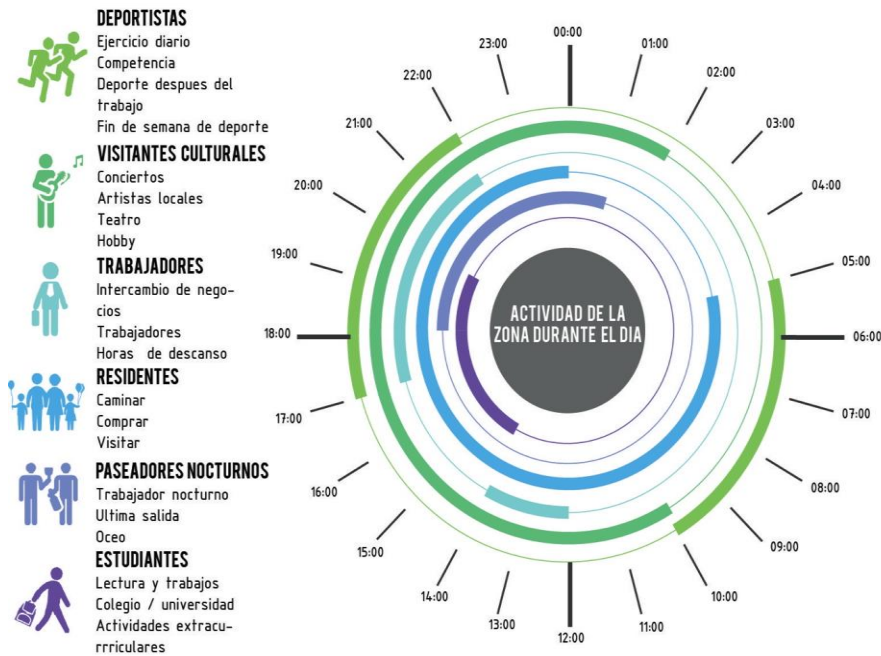 DEPORTISTAS
Ejercicio diario
Competencia
Deporte despues del
trabajo
Fin de semana de deporte
VISITANTES CULTURALES
Conciertos
Artistas locales
Teatro
Hobby
TRABAJADORES
Intercambio de nego-
cios
Trabajadores
Horas de descanso
RESIDENTES
Caminar
Comprar
Visitar
PASEADORES NOCTURNOS
Trabajador nocturno
Ultima salida
Oceo
ESTUDIANTES
Lectura y trabajos
Colegio / universidad
Actividades extracu-
rrriculares
00:00
01:00
02:00
03:00
04:00
05:00
06:00
07:00
08:00
09:00
10:00
11:00
12:00
13:00
14:00
15:00
16:00
17:00
18:00
19:00
20:00
21:00
22:00
23:00
ACTIVIDAD DE LA
ZONA DURANTE EL DIA